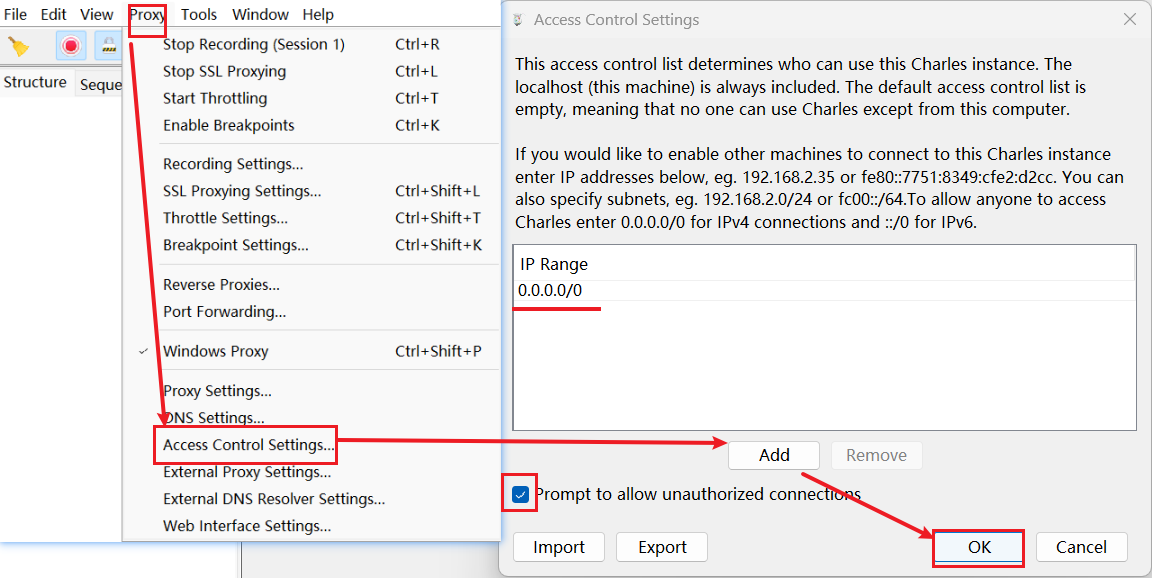 File Edit View Proxy Tools Window Help
Structure Seque
Stop Recording (Session 1) Ctrl+R
Stop SSL Proxying Ctrl+L
Start Throttling Ctrl+T
Enable Breakpoints Ctrl+K
Recording Settings...
SSL Proxying Settings... Ctrl+Shift+L
Throttle Settings... Ctrl+Shift+T
Breakpoint Settings... Ctrl+Shift+K
Reverse Proxies...
Port Forwarding...
Windows Proxy Ctrl+Shift+P
Proxy Settings...
DNS Settings...
Access Control Settings...
External Proxy Settings...
External DNS Resolver Settings...
Web Interface Settings...
Access Control Settings
This access control list determines who can use this Charles instance. The
localhost (this machine) is always included. The default access control list is
empty, meaning that no one can use Charles except from this computer.
If you would like to enable other machines to connect to this Charles instance
enter IP addresses below, eg. 192.168.2.35 or fe80::7751:8349:cfe2:d2cc. You can
also specify subnets, eg. 192.168.2.0/24 or fc00::/64.To allow anyone to access
Charles enter 0.0.0.0/0 for IPv4 connections and ::/0 for IPv6.
IP Range
0.0.0.0/0
Add Remove
Prompt to allow unauthorized connections
Import Export OK Cancel